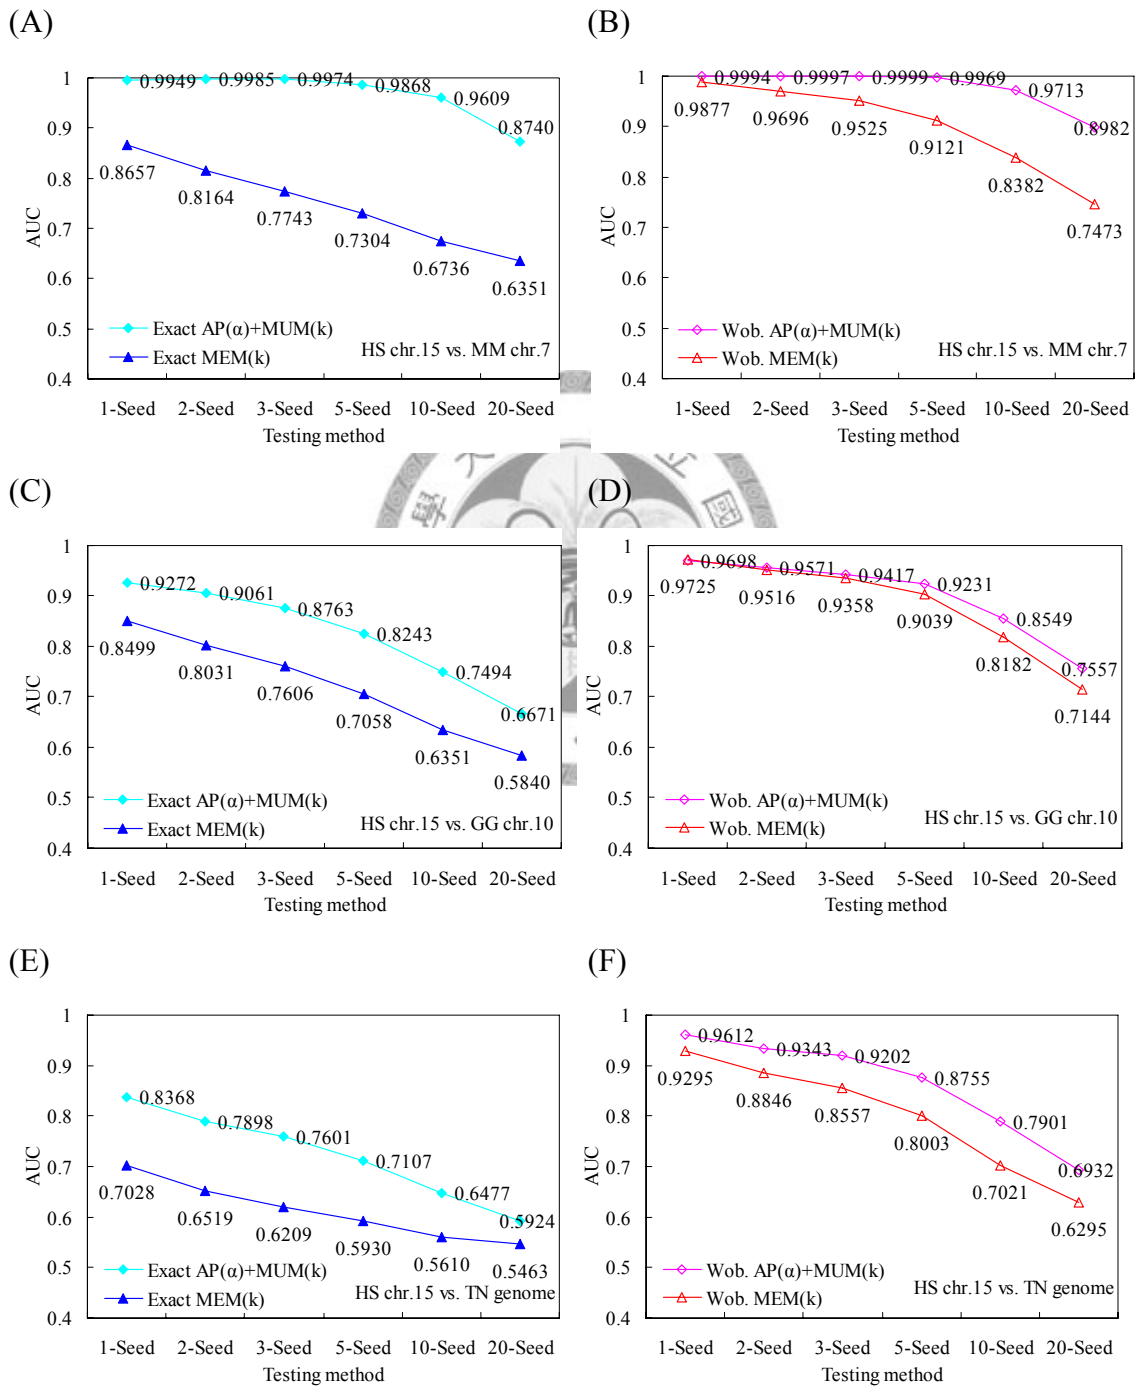 (A)
1
0.9
0.8
0.7
0.6
0.5
0.4
AUC
0.9949 0.9985 0.9974 0.9868
0.9609
0.8740
0.8657
0.8164
0.7743
0.7304
0.6736
0.6351
Exact AP(α)+MUM(k)
Exact MEM(k)
HS chr.15 vs. MM chr.7
1-Seed 2-Seed 3-Seed 5-Seed 10-Seed 20-Seed
Testing method
(B)
1
0.9
0.8
0.7
0.6
0.5
0.4
AUC
0.9994 0.9997 0.9999 0.9969
0.9713
0.8982
0.9877
0.9696
0.9525
0.9121
0.8382
0.7473
Wob. AP(α)+MUM(k)
Wob. MEM(k)
HS chr.15 vs. MM chr.7
1-Seed 2-Seed 3-Seed 5-Seed 10-Seed 20-Seed
Testing method
大 立
學 國
(C)
1
0.9
0.8
0.7
0.6
0.5
0.4
AUC
0.9272
0.9061
0.8763
0.8243
0.7494
0.6671
0.8499
0.8031
0.7606
0.7058
0.6351
0.5840
Exact AP(α)+MUM(k)
Exact MEM(k)
HS chr.15 vs. GG chr.10
1-Seed 2-Seed 3-Seed 5-Seed 10-Seed 20-Seed
Testing method
(D)
1
0.9
0.8
0.7
0.6
0.5
0.4
AUC
0.9698
0.9571
0.9417
0.9231
0.8549
0.7557
0.9725
0.9516
0.9358
0.9039
0.8182
0.7144
Wob. AP(α)+MUM(k)
Wob. MEM(k)
HS chr.15 vs. GG chr.10
1-Seed 2-Seed 3-Seed 5-Seed 10-Seed 20-Seed
Testing method
(E)
1
0.9
0.8
0.7
0.6
0.5
0.4
AUC
0.8368
0.7898
0.7601
0.7107
0.6477
0.5924
0.7028
0.6519
0.6209
0.5930
0.5610
0.5463
Exact AP(α)+MUM(k)
Exact MEM(k)
HS chr.15 vs. TN genome
1-Seed 2-Seed 3-Seed 5-Seed 10-Seed 20-Seed
Testing method
(F)
1
0.9
0.8
0.7
0.6
0.5
0.4
AUC
0.9612
0.9343
0.9202
0.8755
0.7901
0.6932
0.9295
0.8846
0.8557
0.8003
0.7021
0.6295
Wob. AP(α)+MUM(k)
Wob. MEM(k)
HS chr.15 vs. TN genome
1-Seed 2-Seed 3-Seed 5-Seed 10-Seed 20-Seed
Testing method